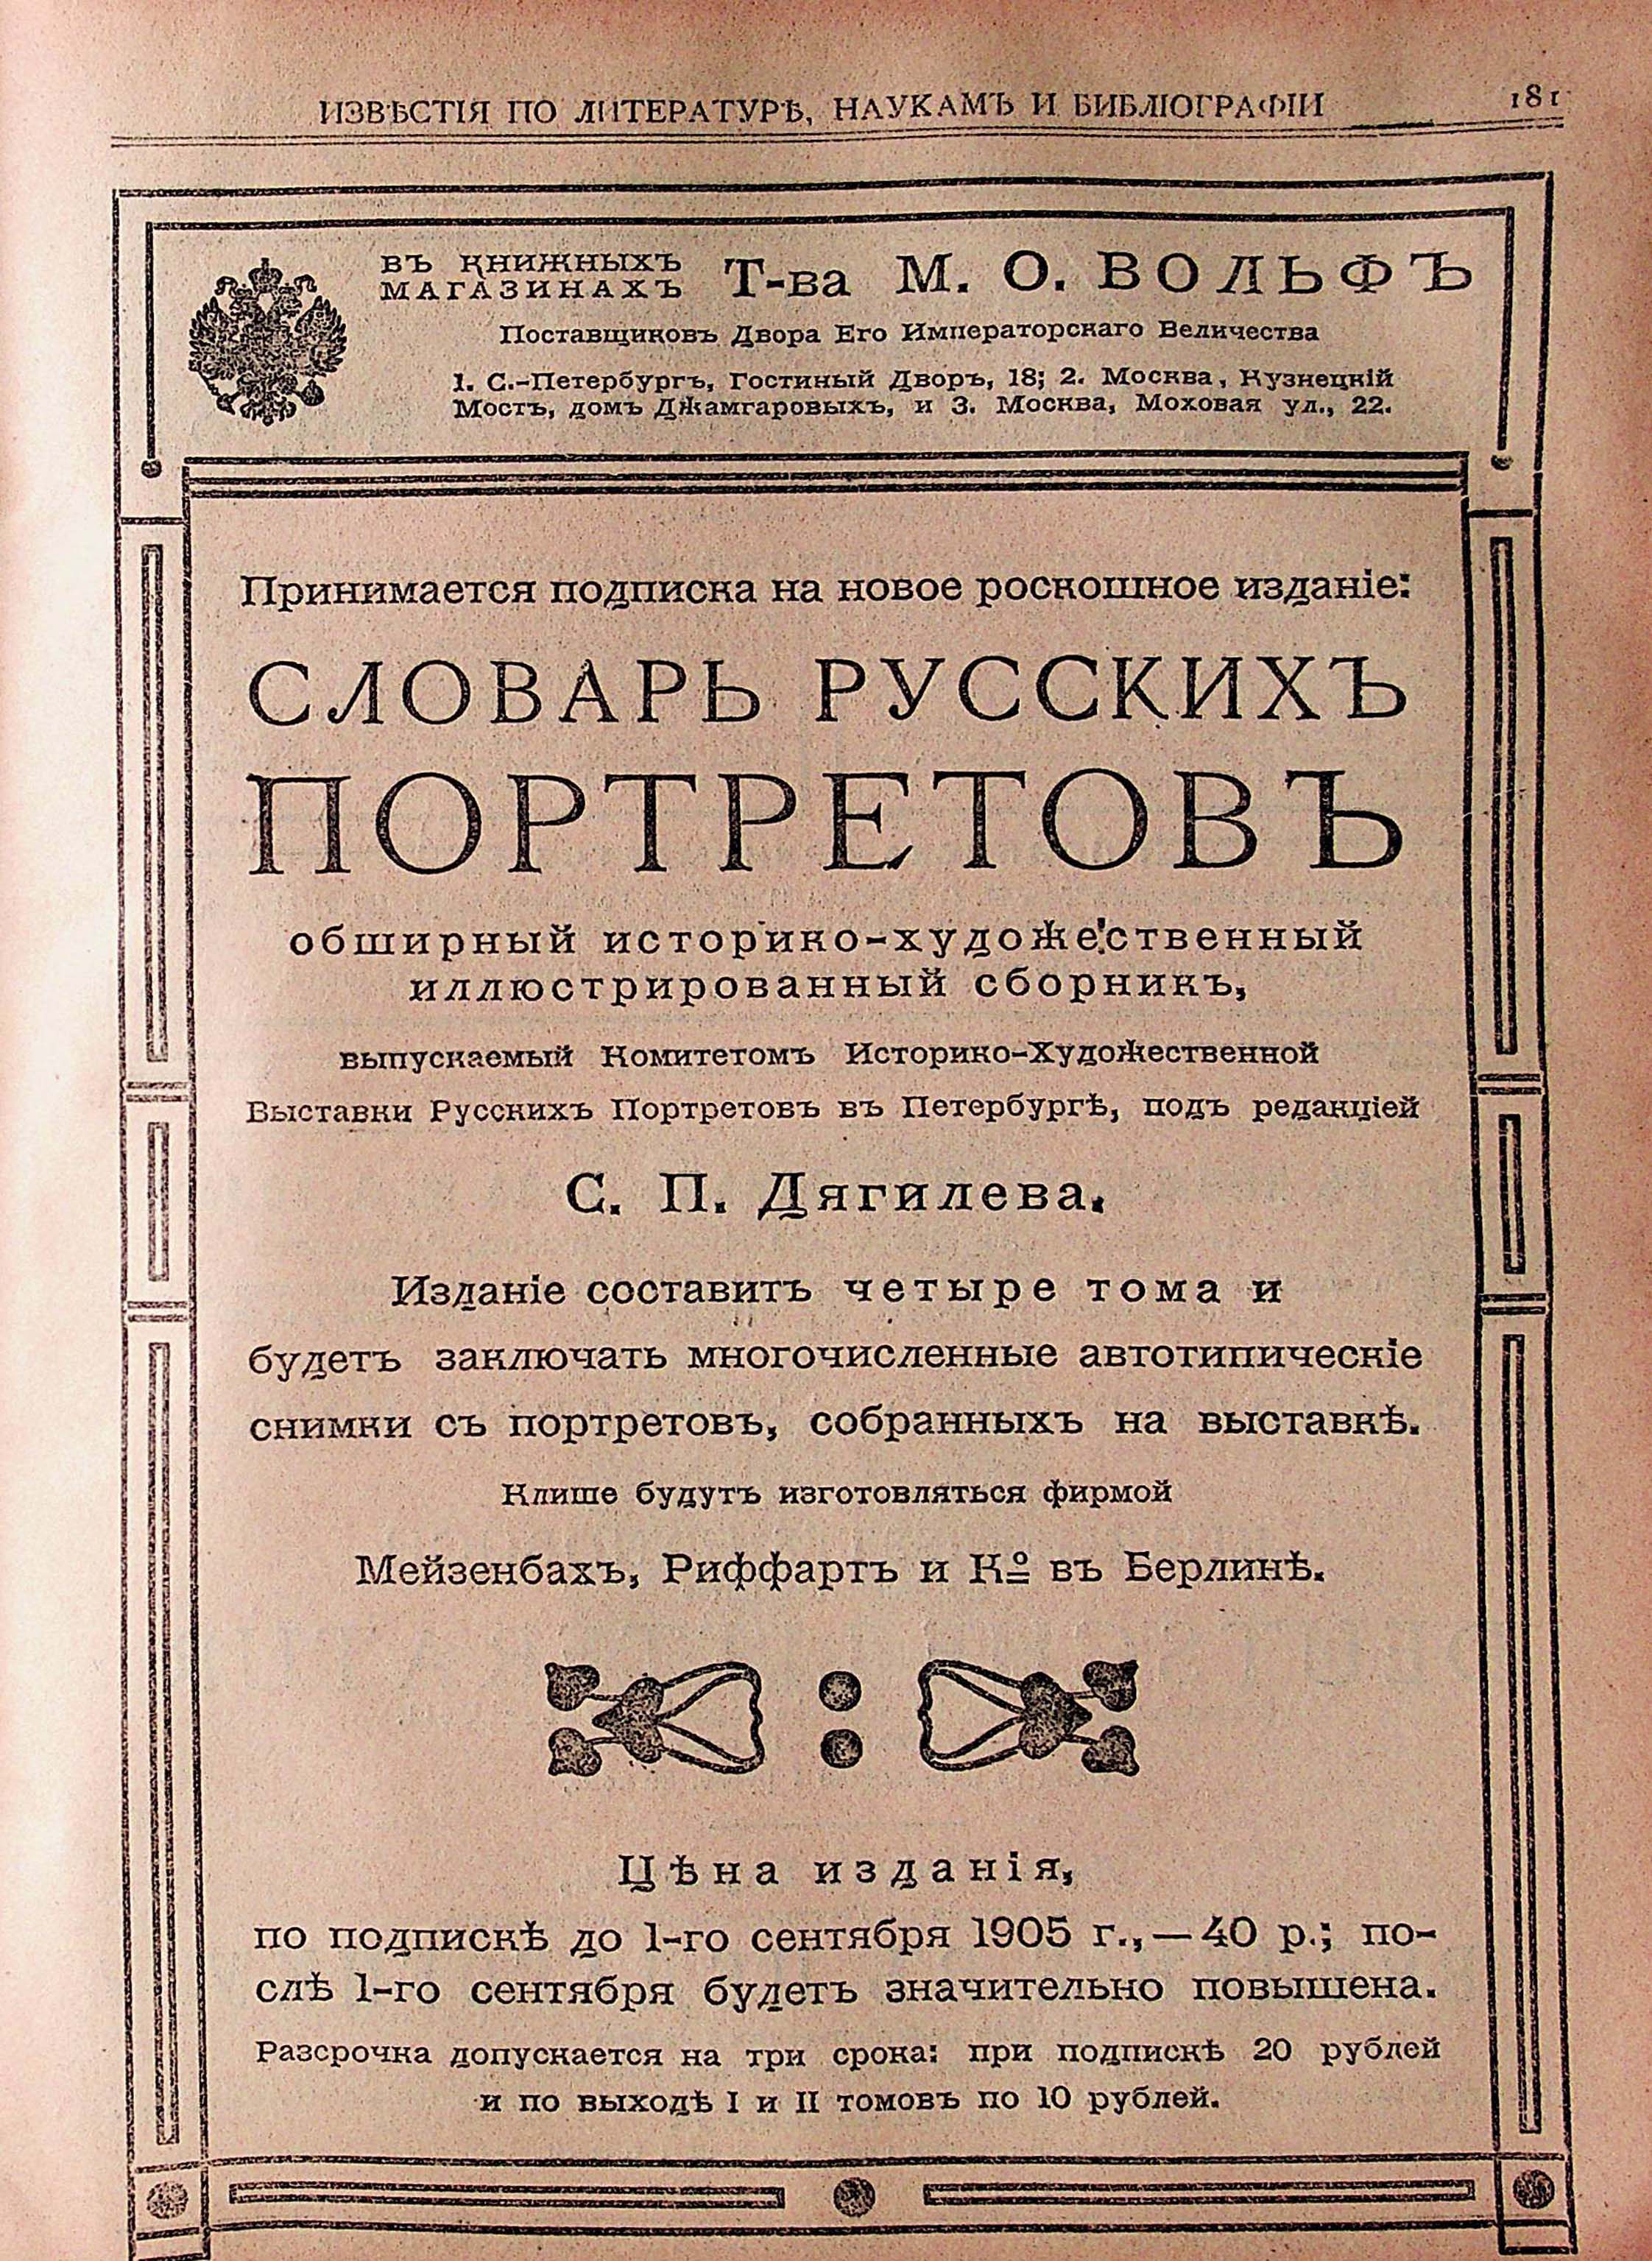 ИЗВѢСТІЯ ПО ЛИТЕРАТУРѢ, НАУКАМЪ И БИБЛІОГРАФІИ 181
ВЪ КНИЖНЫХЪ
МАГАЗИНАХЪ Т-ва М. О. ВОЛЬФЪ
Поставщиковъ Двора Его Императорскаго Величества
1. С.-Петербургъ, Гостиный Дворъ, 18; 2. Москва, Кузнецкій
Мостъ, домъ Джамгаровыхъ, и 3. Москва, Моховая ул., 22.
Принимается подписка на новое роскошное изданіе:
СЛОВАРЬ РУССКИХЪ
ПОРТРЕТОВЪ
обширный историко-художественный
иллюстрированный сборникъ,
выпускаемый Комитетомъ Историко-Художественной
Выставки Русскихъ Портретовъ въ Петербургѣ, подъ редакціей
С. П. Дягилева.
Изданіе составитъ четыре тома и
будетъ заключать многочисленные автотипическіе
снимки съ портретовъ, собранныхъ на выставкѣ.
Клише будутъ изготовляться фирмой
Мейзенбахъ, Риффартъ и Кº въ Берлинѣ.
Цѣна изданія,
по подпискѣ до 1-го сентября 1905 г.,—40 р.; по-
слѣ 1-го сентября будетъ значительно повышена.
Разсрочка допускается на три срока: при подпискѣ 20 рублей
и по выходѣ I и II томовъ по 10 рублей.